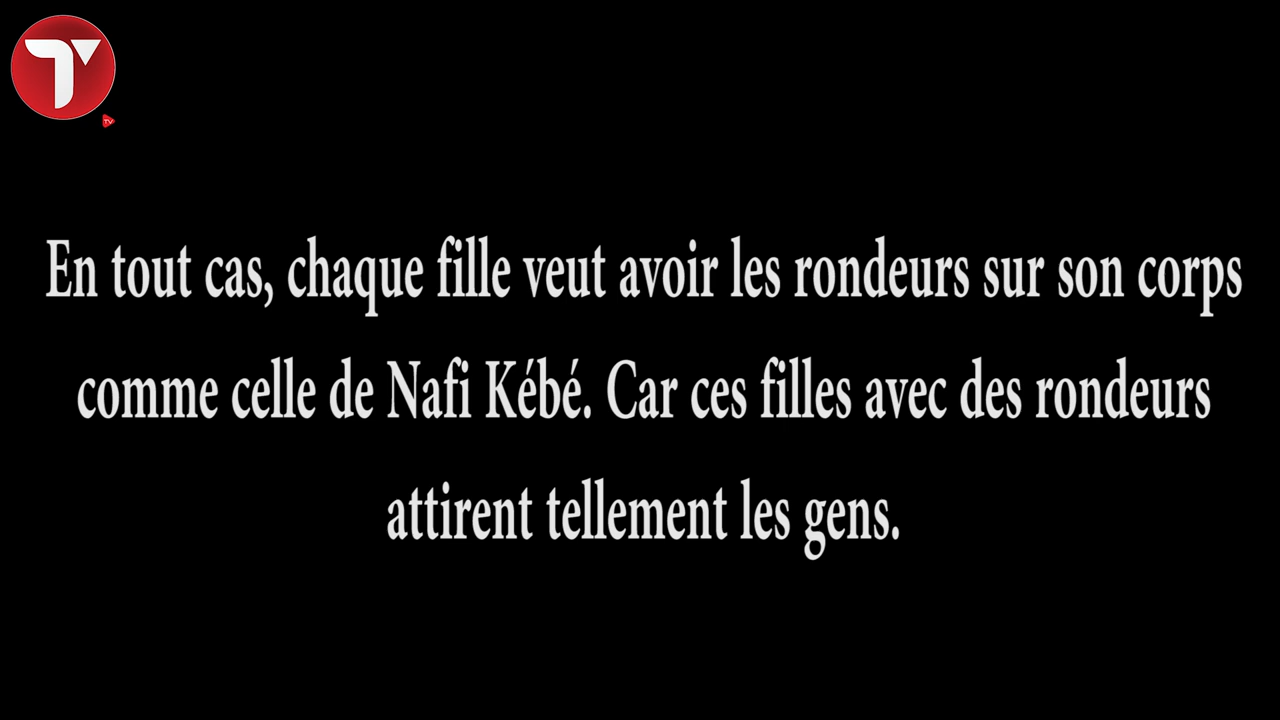 TV
En tout cas, chaque fille veut avoir les rondeurs sur son corps
comme celle de Nafi Kébé. Car ces filles avec des rondeurs
attirent tellement les gens.